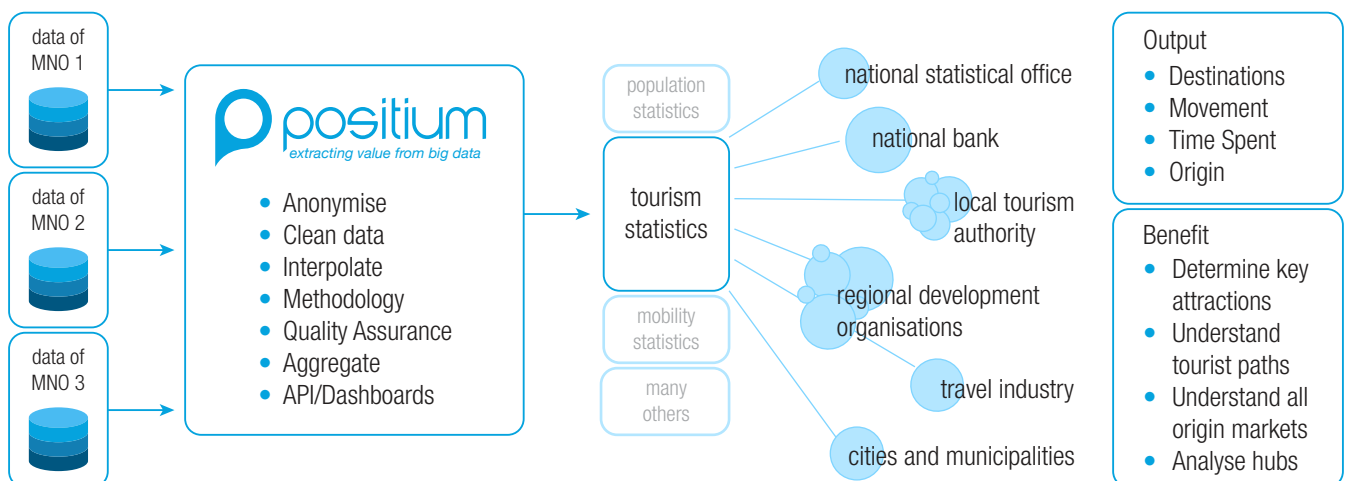 data of
MNO 1
data of
MNO 2
data of
MNO 3
positium
extracting value from big data
• Anonymise
• Clean data
• Interpolate
• Methodology
• Quality Assurance
• Aggregate
• API/Dashboards
population
statistics
tourism
statistics
mobility
statistics
many
others
national statistical office
national bank
local tourism
authority
regional development
organisations
travel industry
cities and municipalities
Output
• Destinations
• Movement
• Time Spent
• Origin
Benefit
• Determine key
attractions
• Understand
tourist paths
• Understand all
origin markets
• Analyse hubs